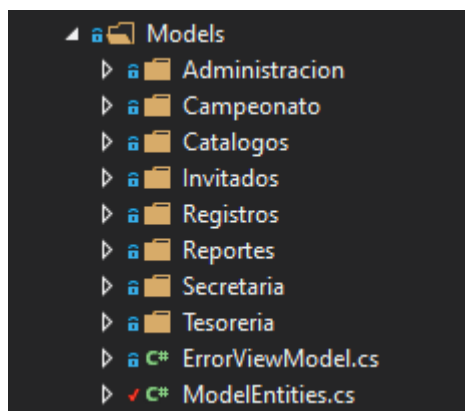 Models
Administracion
Campeonato
Catalogos
Invitados
Registros
Reportes
Secretaria
Tesoreria
C# ErrorViewModel.cs
C# ModelEntities.cs